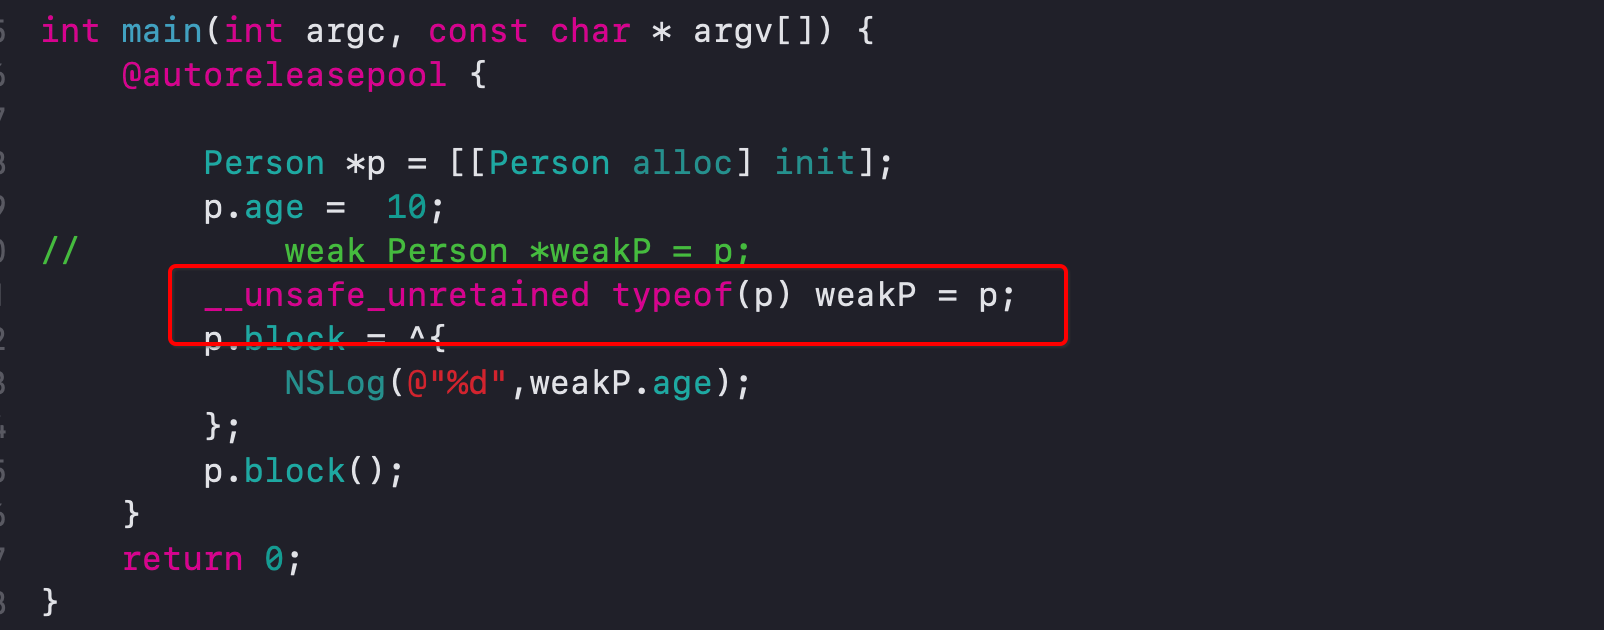 int main(int argc, const char * argv[]) {
@autoreleasepool {
Person *p = [[Person alloc] init];
p.age =  10;
//          weak Person *weakP = p;
__unsafe_unretained typeof(p) weakP = p;
p.block = ^{
NSLog(@"%d",weakP.age);
};
p.block();
}
return 0;
}